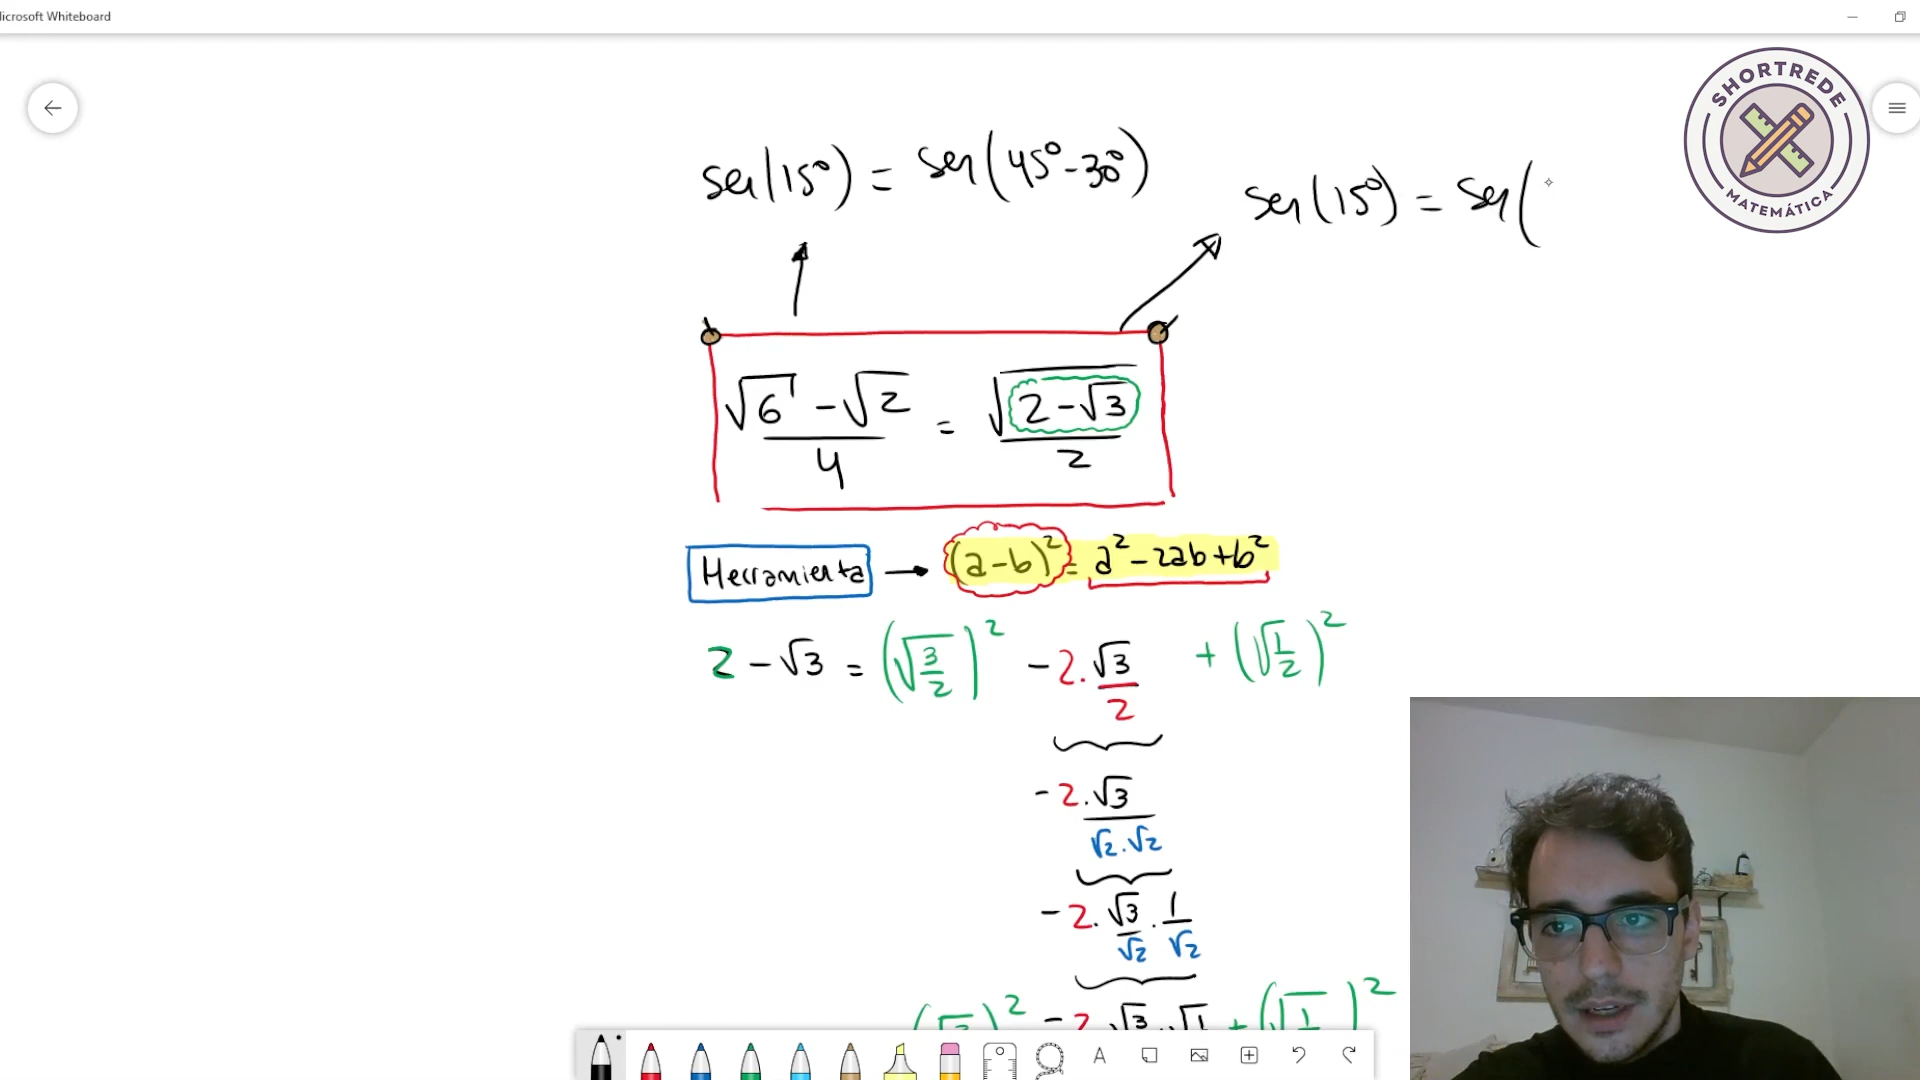 icrosoft Whiteboard
SHORTREDE
MATEMÁTICA
sen(15°) = sen(45°-30°)
sen(15°) = sen(
√6 - √2 / 4 = √(2 - √3) / 2
Herramienta → (a-b)² = a² - 2ab + b²
2 - √3 = (√(3/2))² - 2.√3/2 + (√(1/2))²
- 2.√3 / √2.√2
- 2.√3/√2 . 1/√2
A